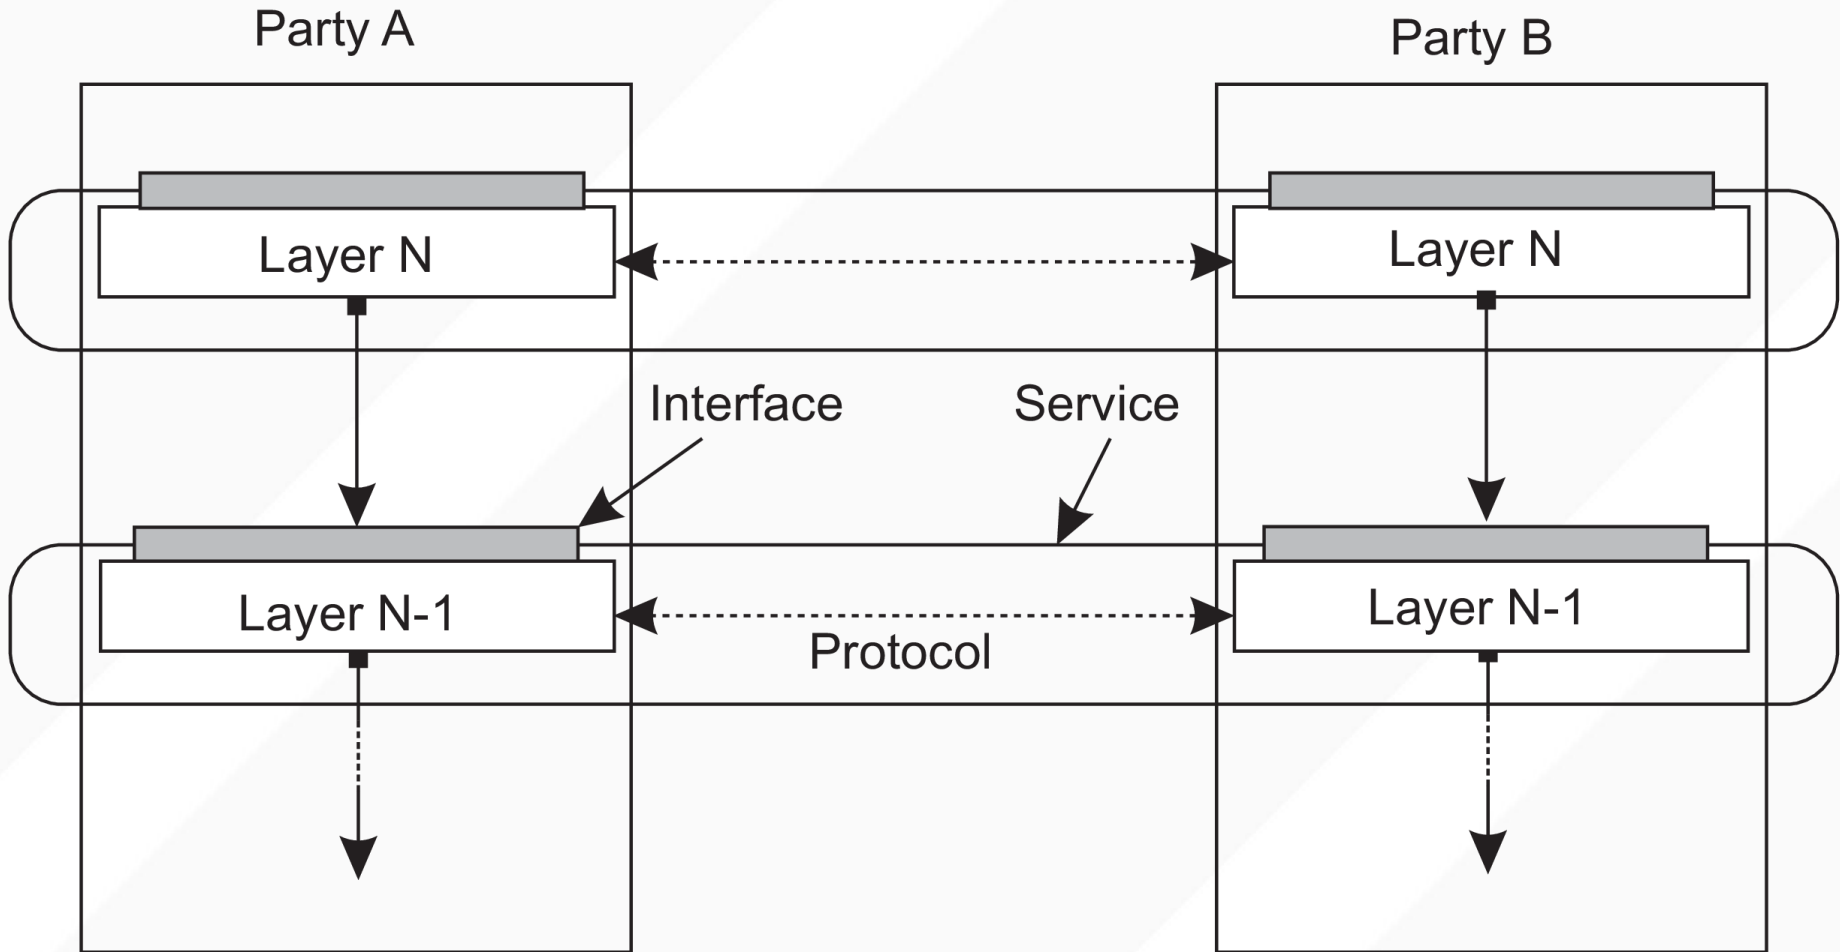 Party A
Party B
Layer N
Layer N
Interface
Service
Layer N-1
Layer N-1
Protocol